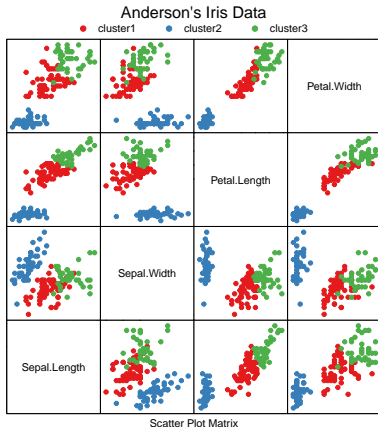 Anderson's Iris Data
cluster1 cluster2 cluster3
Petal.Width
Petal.Length
Sepal.Width
Sepal.Length
Scatter Plot Matrix